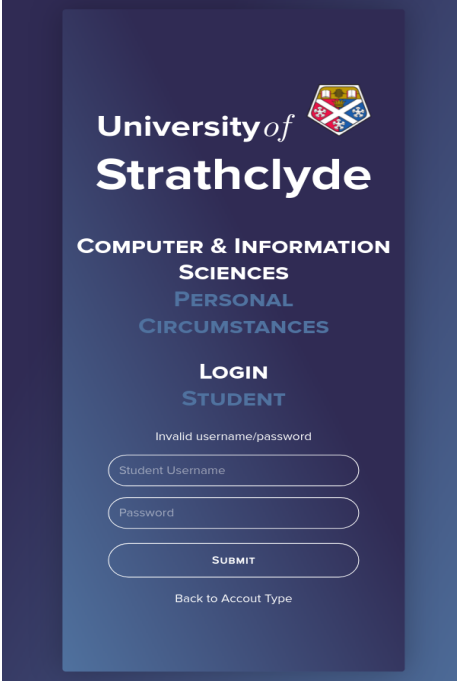 University of
Strathclyde
COMPUTER & INFORMATION
SCIENCES
PERSONAL
CIRCUMSTANCES
LOGIN
STUDENT
Invalid username/password
Student Username
Password
SUBMIT
Back to Accout Type